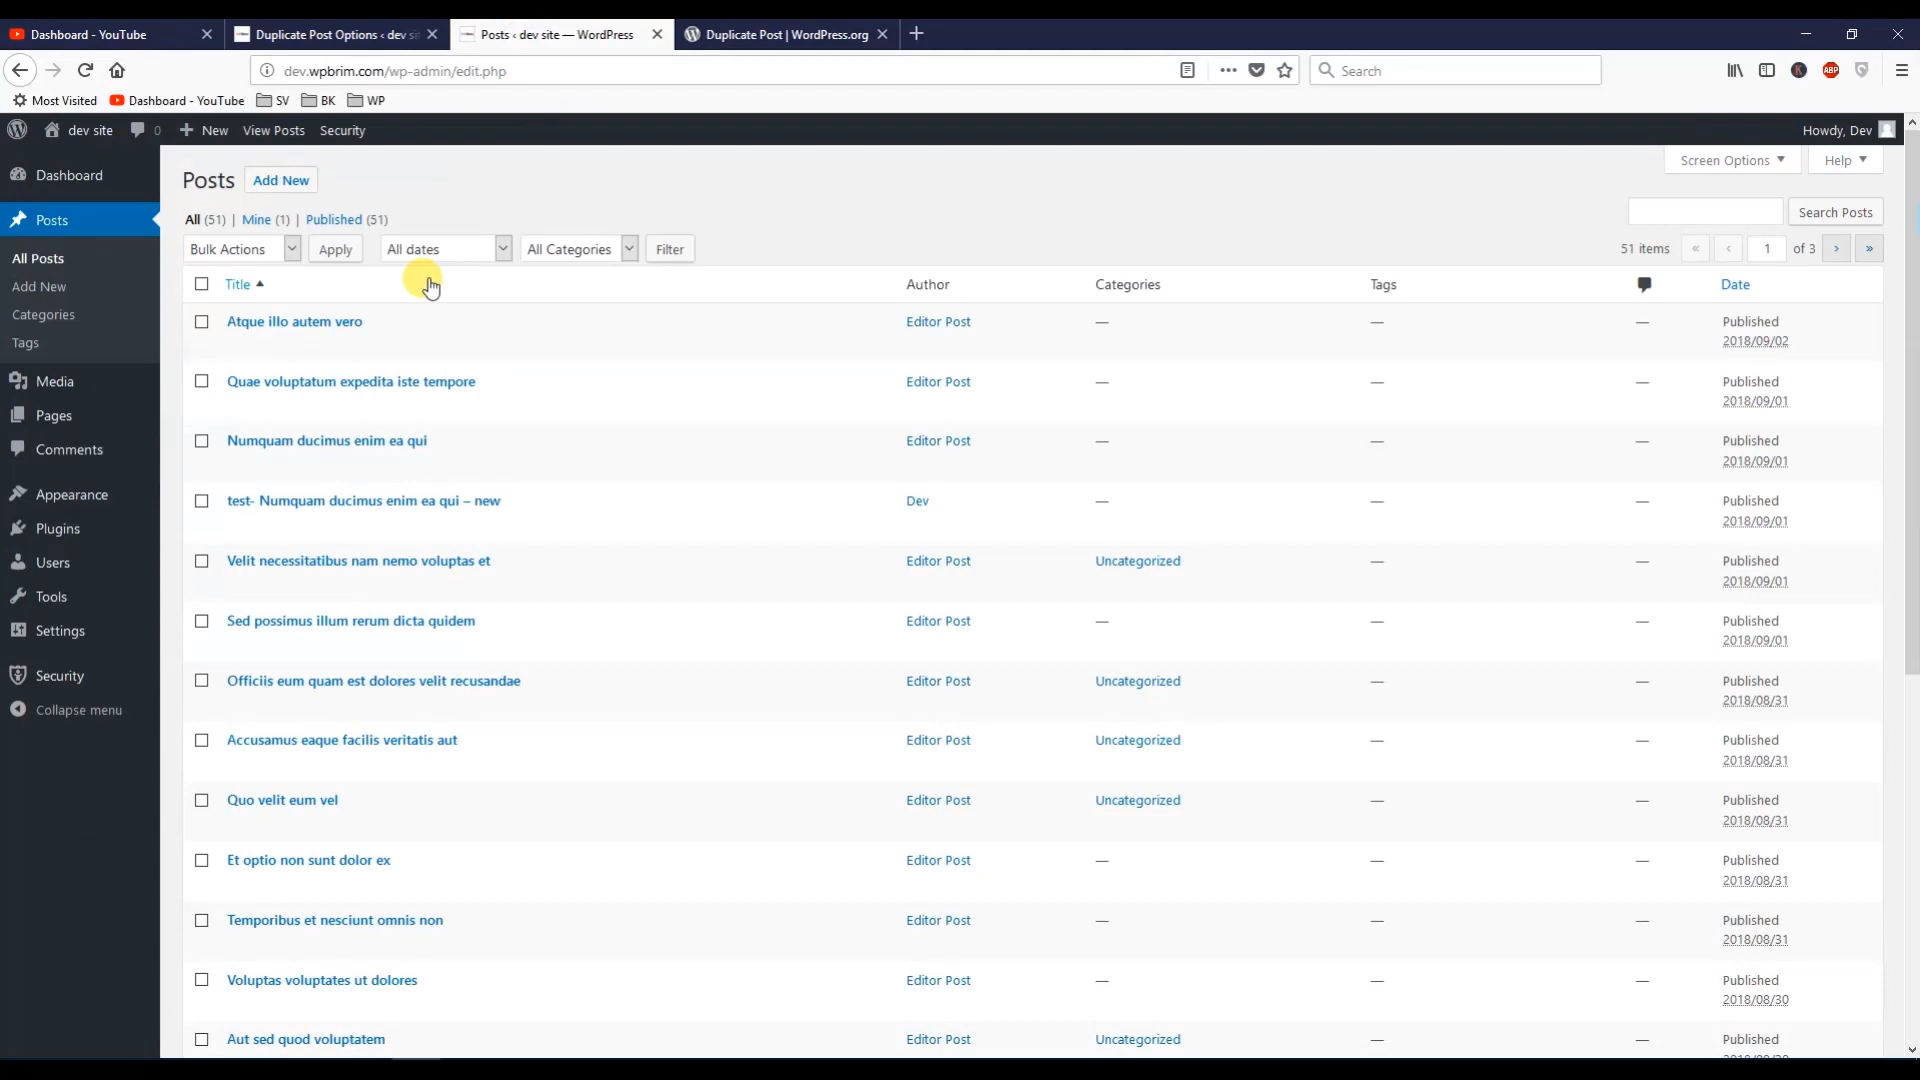 Dashboard - YouTube
Duplicate Post Options ‹ dev sit
Posts ‹ dev site — WordPress
Duplicate Post | WordPress.org
dev.wpbrim.com/wp-admin/edit.php
Search
Most Visited
Dashboard - YouTube
SV
BK
WP
dev site
0
New
View Posts
Security
Howdy, Dev
Dashboard
Posts
All Posts
Add New
Categories
Tags
Media
Pages
Comments
Appearance
Plugins
Users
Tools
Settings
Security
Collapse menu
Posts
Add New
Screen Options
Help
All (51) | Mine (1) | Published (51)
Search Posts
Bulk Actions
Apply
All dates
All Categories
Filter
51 items « ‹ 1 of 3 › »
Title Author Categories Tags Date
Atque illo autem vero Editor Post — — — Published
2018/09/02
Quae voluptatum expedita iste tempore Editor Post — — — Published
2018/09/01
Numquam ducimus enim ea qui Editor Post — — — Published
2018/09/01
test- Numquam ducimus enim ea qui – new Dev — — — Published
2018/09/01
Velit necessitatibus nam nemo voluptas et Editor Post Uncategorized — — Published
2018/09/01
Sed possimus illum rerum dicta quidem Editor Post — — — Published
2018/09/01
Officiis eum quam est dolores velit recusandae Editor Post Uncategorized — — Published
2018/08/31
Accusamus eaque facilis veritatis aut Editor Post Uncategorized — — Published
2018/08/31
Quo velit eum vel Editor Post Uncategorized — — Published
2018/08/31
Et optio non sunt dolor ex Editor Post — — — Published
2018/08/31
Temporibus et nesciunt omnis non Editor Post — — — Published
2018/08/31
Voluptas voluptates ut dolores Editor Post — — — Published
2018/08/30
Aut sed quod voluptatem Editor Post Uncategorized — — Published